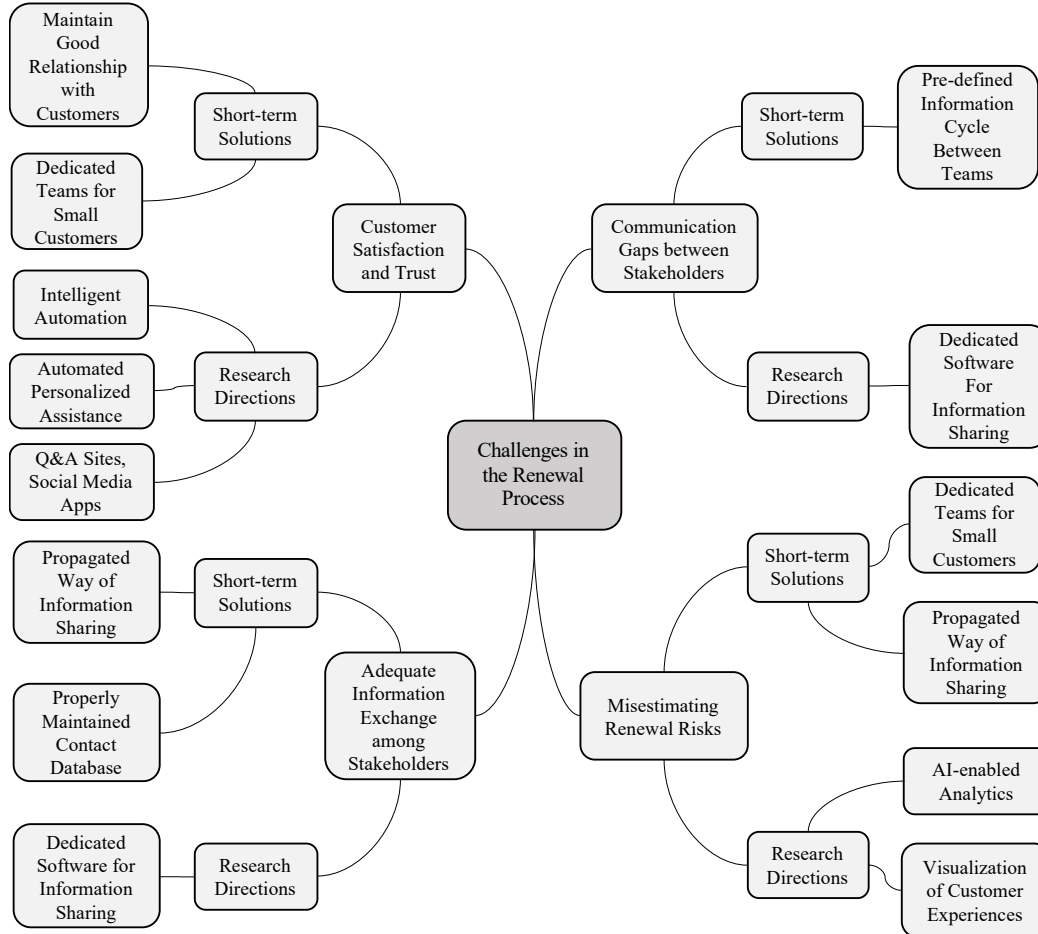 Maintain
Good
Relationship
with
Customers
Short-term
Solutions
Dedicated
Teams for
Small
Customers
Customer
Satisfaction
and Trust
Intelligent
Automation
Automated
Personalized
Assistance
Research
Directions
Q&A Sites,
Social Media
Apps
Short-term
Solutions
Pre-defined
Information
Cycle
Between
Teams
Communication
Gaps between
Stakeholders
Research
Directions
Dedicated
Software
For
Information
Sharing
Challenges in
the Renewal
Process
Propagated
Way of
Information
Sharing
Short-term
Solutions
Properly
Maintained
Contact
Database
Adequate
Information
Exchange
among
Stakeholders
Dedicated
Software for
Information
Sharing
Research
Directions
Short-term
Solutions
Dedicated
Teams for
Small
Customers
Propagated
Way of
Information
Sharing
Misestimating
Renewal Risks
AI-enabled
Analytics
Research
Directions
Visualization
of Customer
Experiences